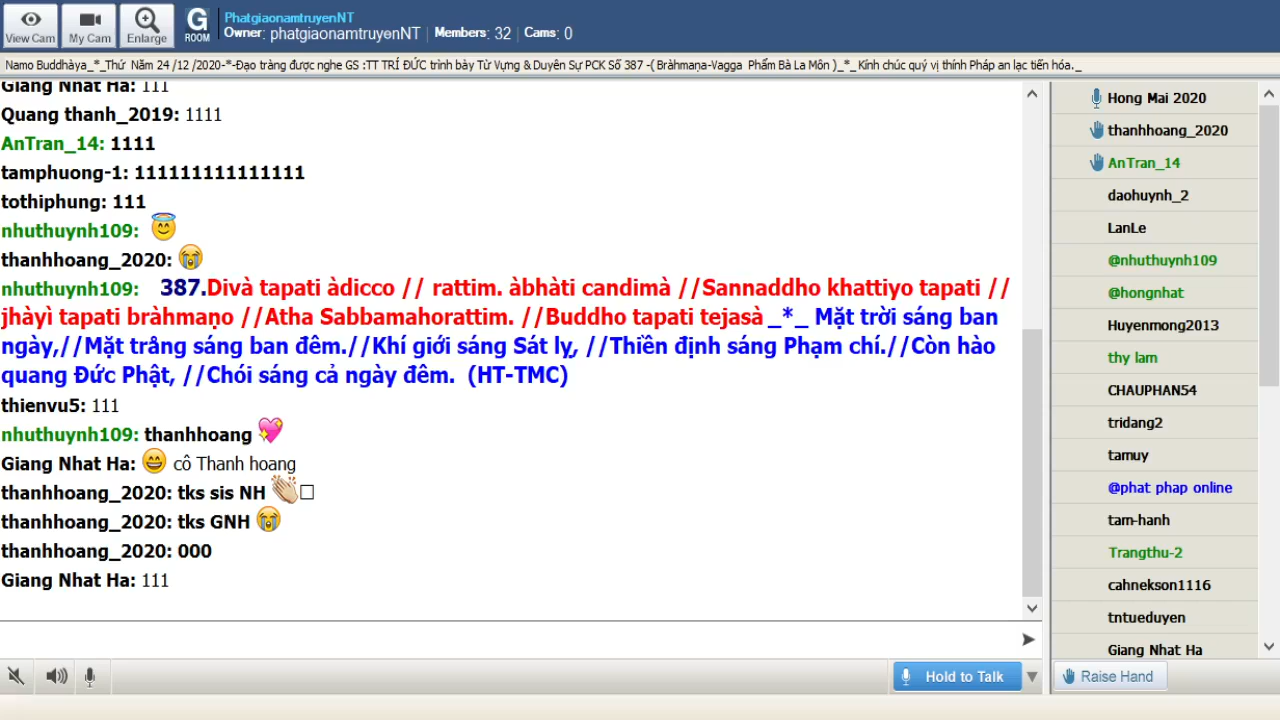 View Cam
My Cam
Enlarge
G
ROOM
PhatgiaonamtruyenNT
Owner: phatgiaonamtruyenNT | Members: 32 | Cams: 0
Namo Buddhàya_*_Thứ Năm 24 /12 /2020-*-Đạo tràng được nghe GS :TT TRÍ ĐỨC trình bày Từ Vựng & Duyên Sự PCK Số 387 -( Bràhmaṇa-Vagga Phẩm Bà La Môn )_*_Kính chúc quý vị thính Pháp an lạc tiến hóa._
Giang Nhat Ha: 111
Quang thanh_2019: 1111
AnTran_14: 1111
tamphuong-1: 111111111111111
tothiphung: 111
nhuthuynh109:
thanhhoang_2020:
nhuthuynh109: 387.Divà tapati àdicco // rattim. àbhàti candimà //Sannaddho khattiyo tapati //
jhàyì tapati bràhmaṇo //Atha Sabbamahorattim. //Buddho tapati tejasà _*_ Mặt trời sáng ban
ngày,//Mặt trâng sáng ban đêm.//Khí giới sáng Sát lỵ, //Thiền định sáng Phạm chí.//Còn hào
quang Đức Phật, //Chói sáng cả ngày đêm. (HT-TMC)
thienvu5: 111
nhuthuynh109: thanhhoang
Giang Nhat Ha: cô Thanh hoang
thanhhoang_2020: tks sis NH
thanhhoang_2020: tks GNH
thanhhoang_2020: 000
Giang Nhat Ha: 111
Hold to Talk
Hong Mai 2020
thanhhoang_2020
AnTran_14
daohuynh_2
LanLe
@nhuthuynh109
@hongnhat
Huyenmong2013
thy lam
CHAUPHAN54
tridang2
tamuy
@phat phap online
tam-hanh
Trangthu-2
cahnekson1116
tntueduyen
Giang Nhat Ha
Raise Hand